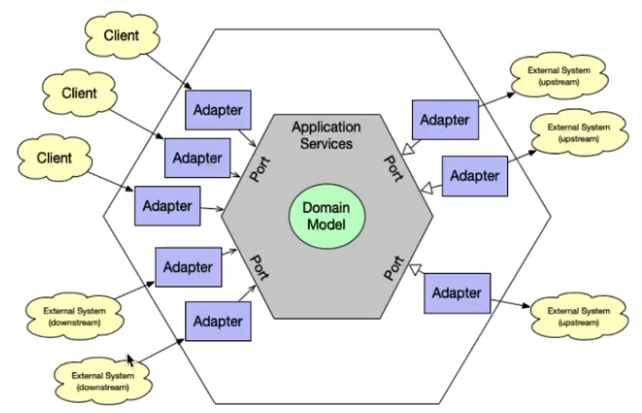 Client
Client
Client
Adapter
Adapter
Adapter
Adapter
Adapter
External System
(downstream)
External System
(downstream)
Port
Port
Application
Services
Domain
Model
Port
Port
Adapter
Adapter
Adapter
External System
(upstream)
External System
(upstream)
External System
(upstream)